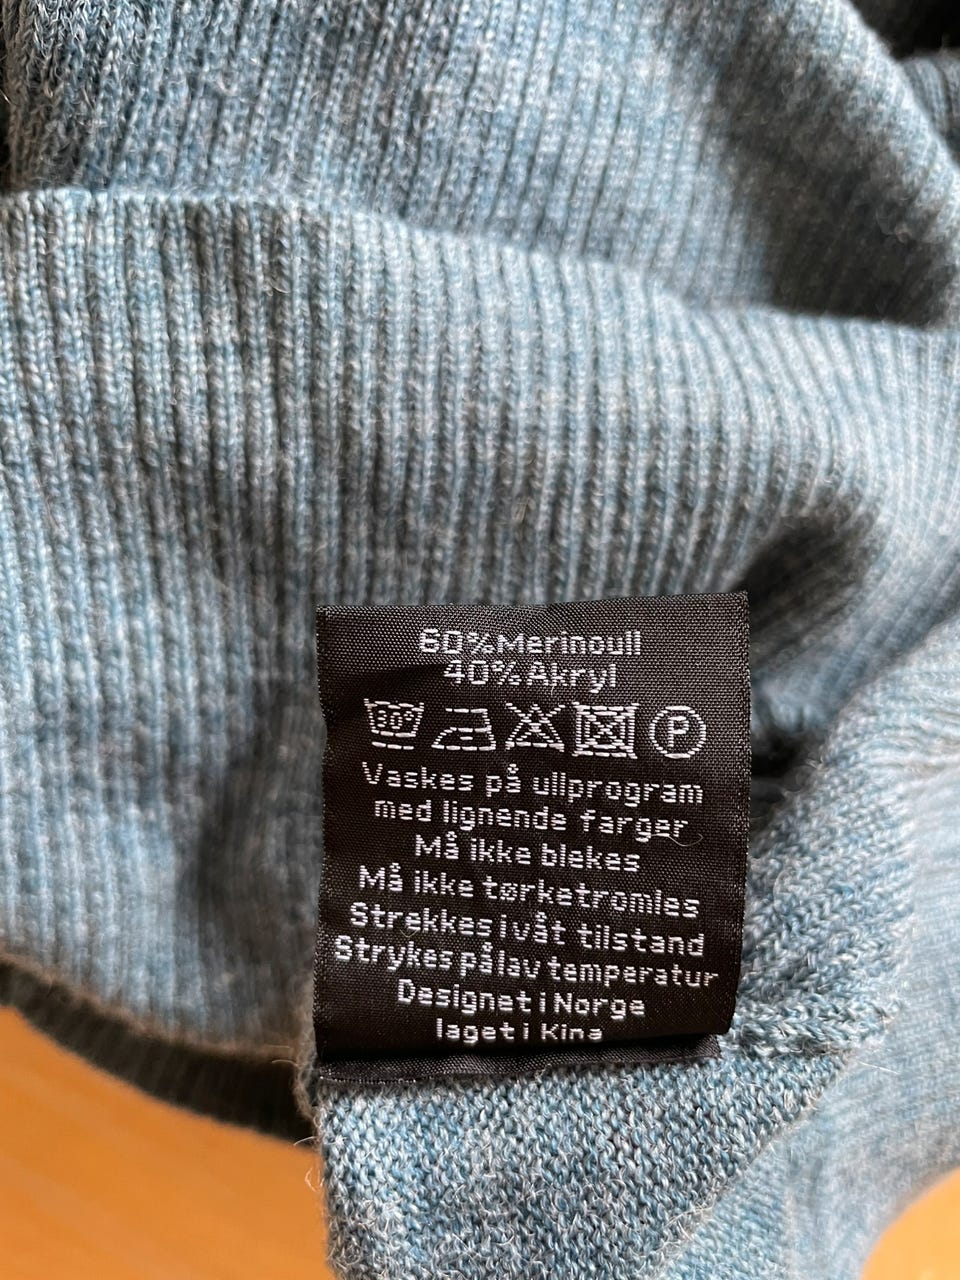 60% Merinoull
40% Akryl
30° P
Vaskes på ullprogram
med lignende farger
Må ikke blekes
Må ikke tørketromles
Strekkes i våt tilstand
Strykes på lav temperatur
Designet i Norge
laget i Kina